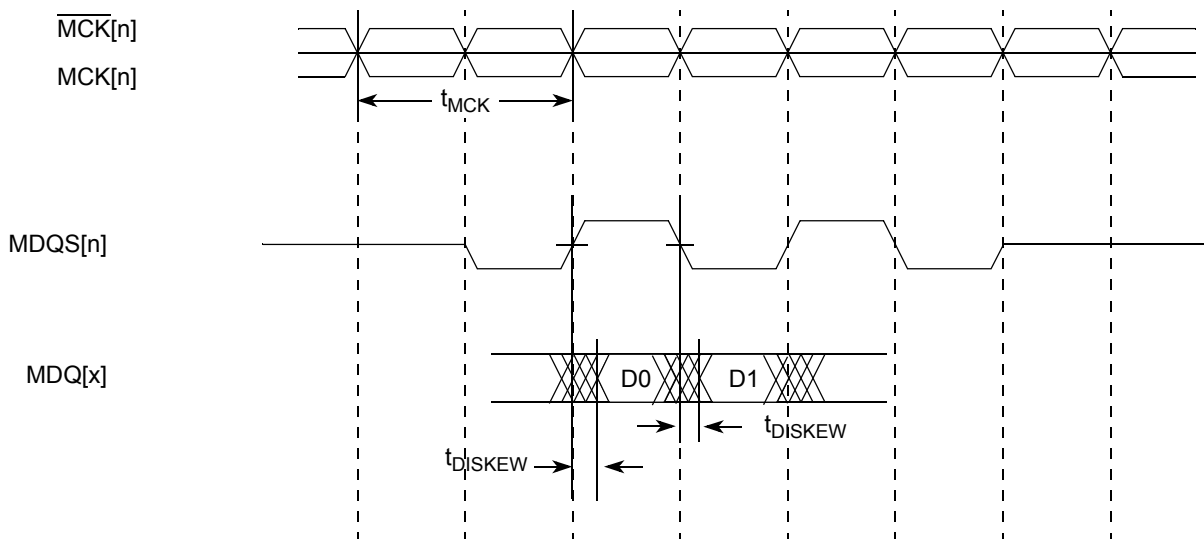 MCK[n]
MCK[n]
tMCK
MDQS[n]
MDQ[x]
D0
D1
tDISKEW
tDISKEW